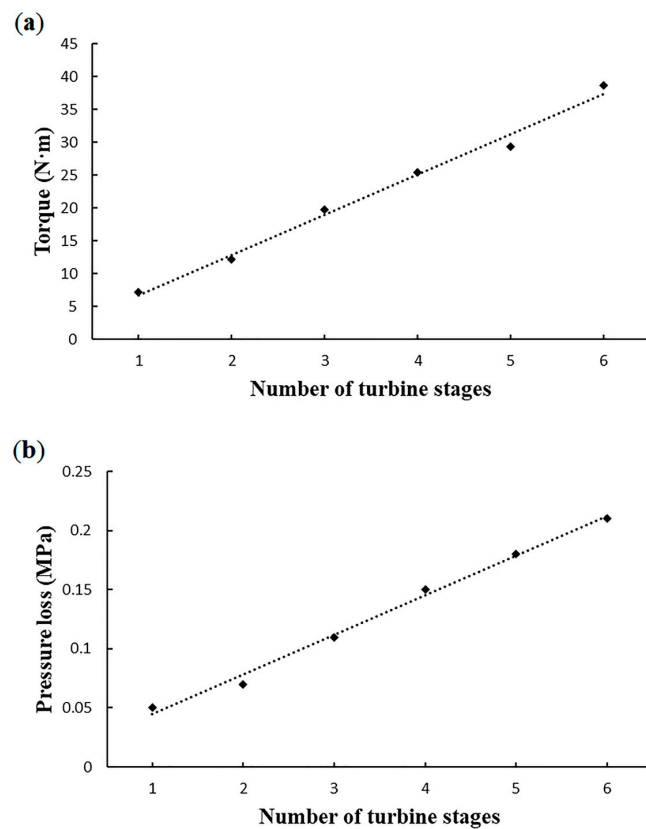 (a)
45
40
35
30
25
20
15
10
5
0
Torque (N·m)
1 2 3 4 5 6
Number of turbine stages
(b)
0.25
0.2
0.15
0.1
0.05
0
Pressure loss (MPa)
1 2 3 4 5 6
Number of turbine stages